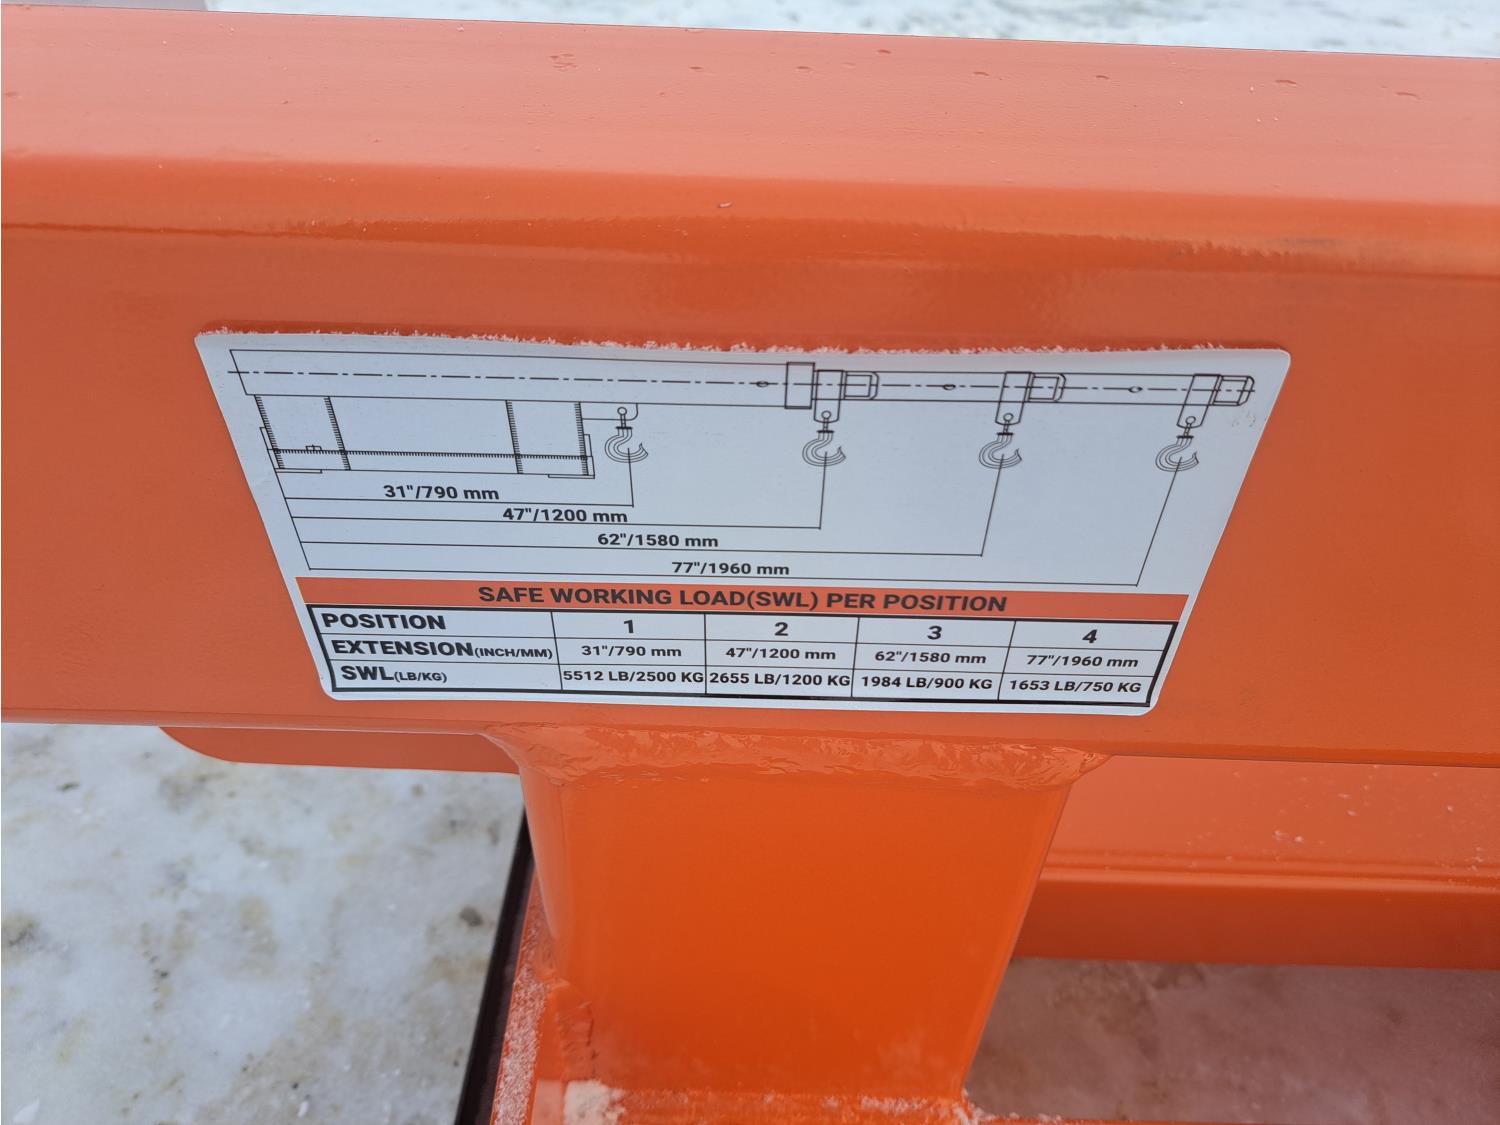 31"/790 mm
47"/1200 mm
62"/1580 mm
77"/1960 mm
SAFE WORKING LOAD(SWL) PER POSITION
POSITION 1 2 3 4
EXTENSION(INCH/MM) 31"/790 mm 47"/1200 mm 62"/1580 mm 77"/1960 mm
SWL(LB/KG) 5512 LB/2500 KG 2655 LB/1200 KG 1984 LB/900 KG 1653 LB/750 KG